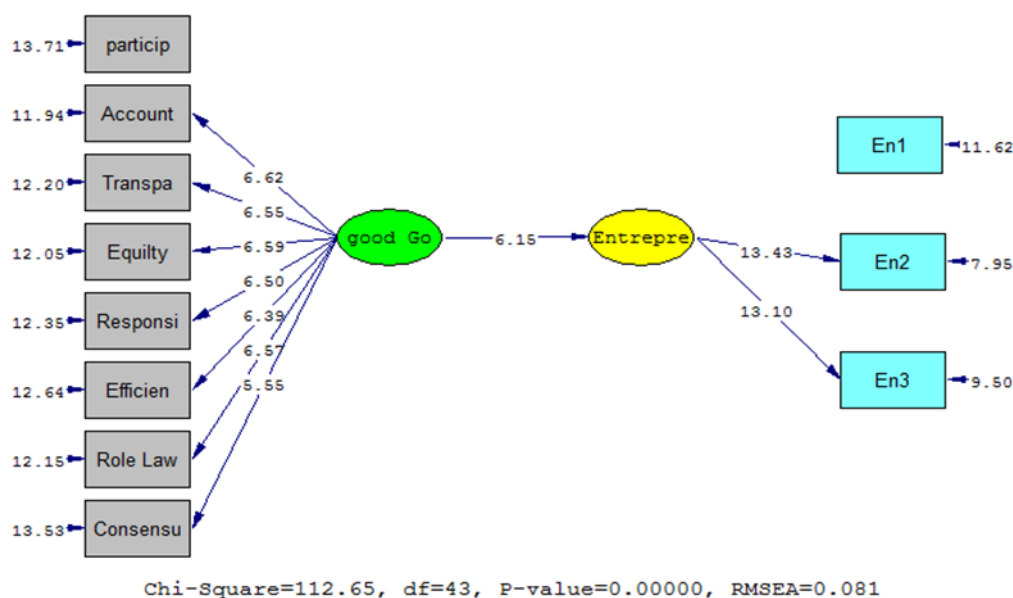 13.71 particip
11.94 Account
12.20 Transpa
12.05 Equilty
12.35 Responsi
12.64 Efficien
12.15 Role Law
13.53 Consensu
6.62
6.55
6.59
6.50
6.39
6.57
5.55
good Go
6.15
Entrepre
13.43
13.10
En1 11.62
En2 7.95
En3 9.50
Chi-Square=112.65, df=43, P-value=0.00000, RMSEA=0.081